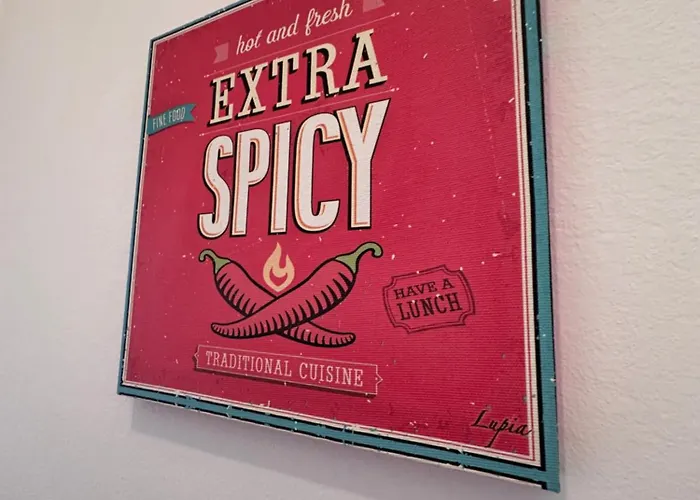 hot and fresh
EXTRA
FINE FOOD
SPICY
HAVE A
LUNCH
TRADITIONAL CUISINE
Lupia